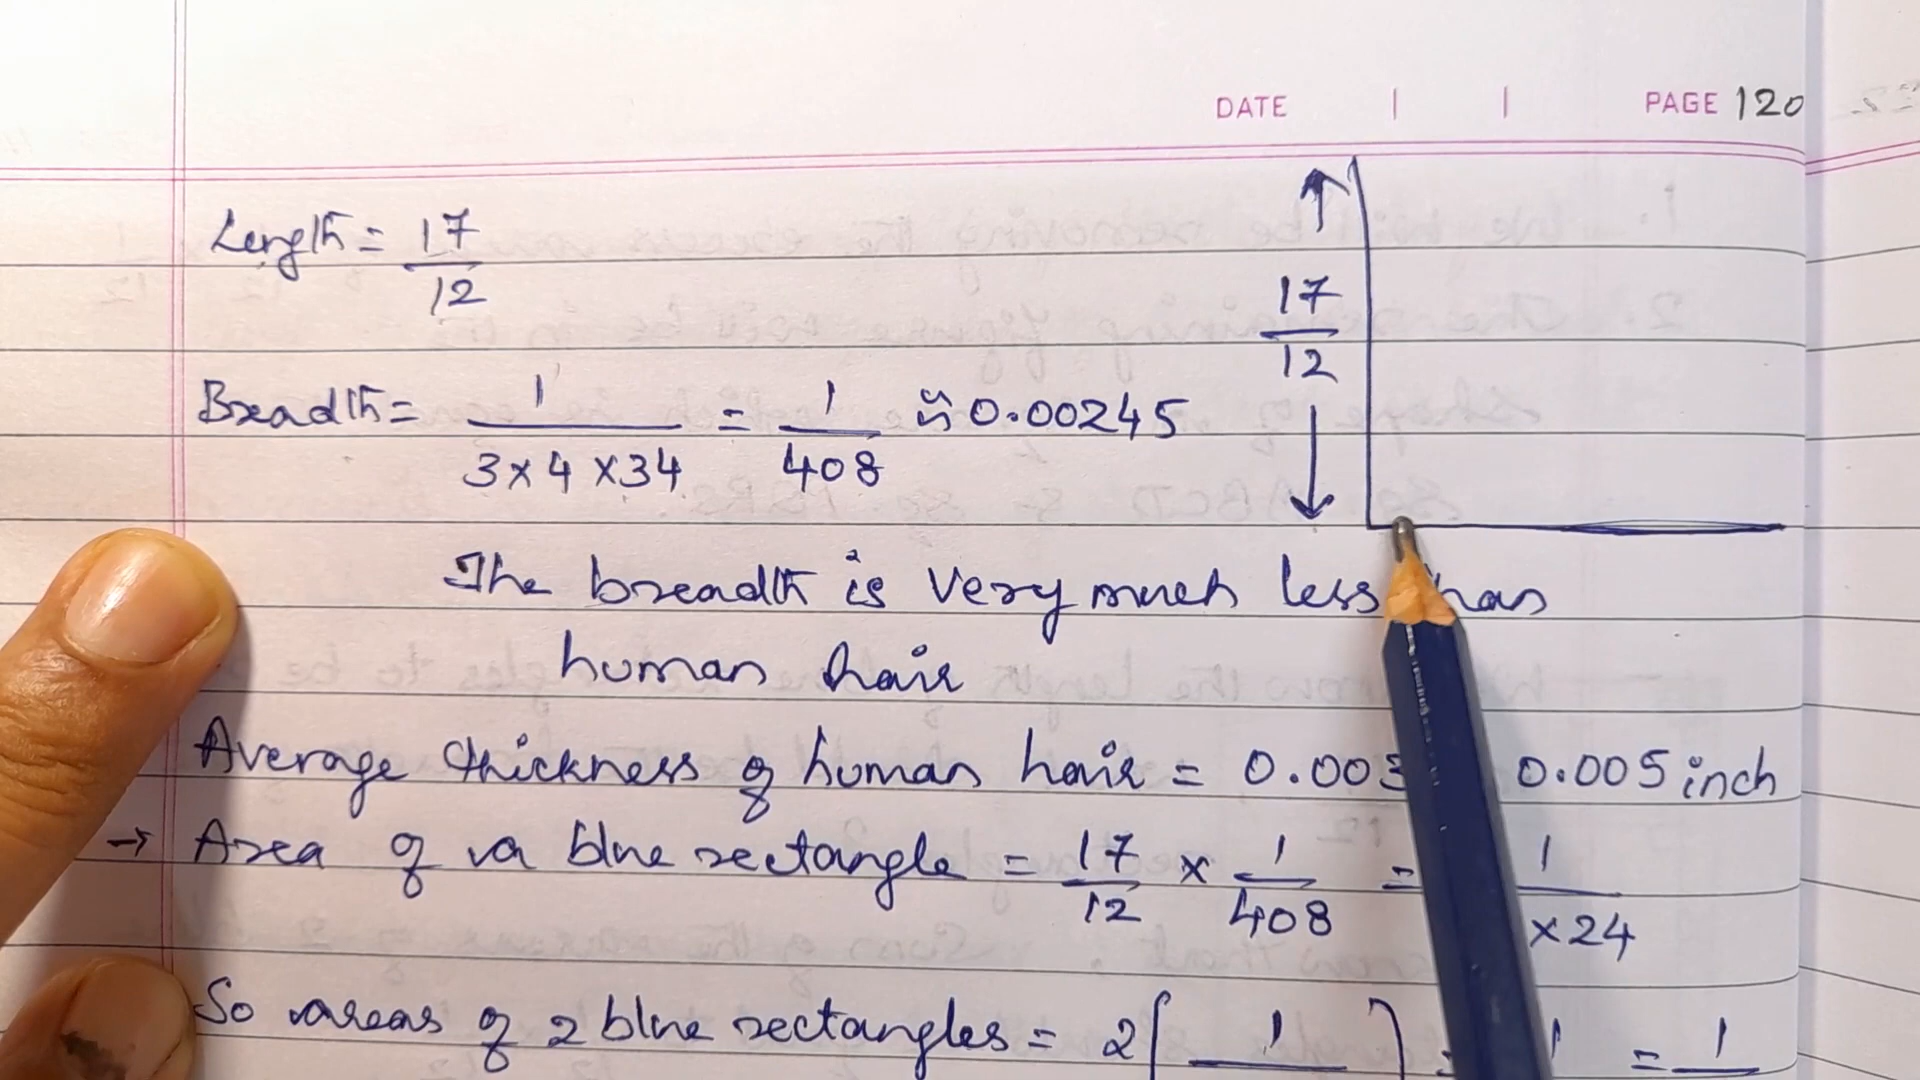 DATE | | PAGE 120
Length = 17/12
17/12
Breadth = 1/(3×4×34) = 1/408 ≈ 0.00245
The breadth is very much less than
human hair
Average thickness of human hair = 0.003 0.005 inch
→ Area of a blue rectangle = 17/12 × 1/408 = 1/ ×24
So areas of 2 blue rectangles = 2( 1 ) = 1 = 1